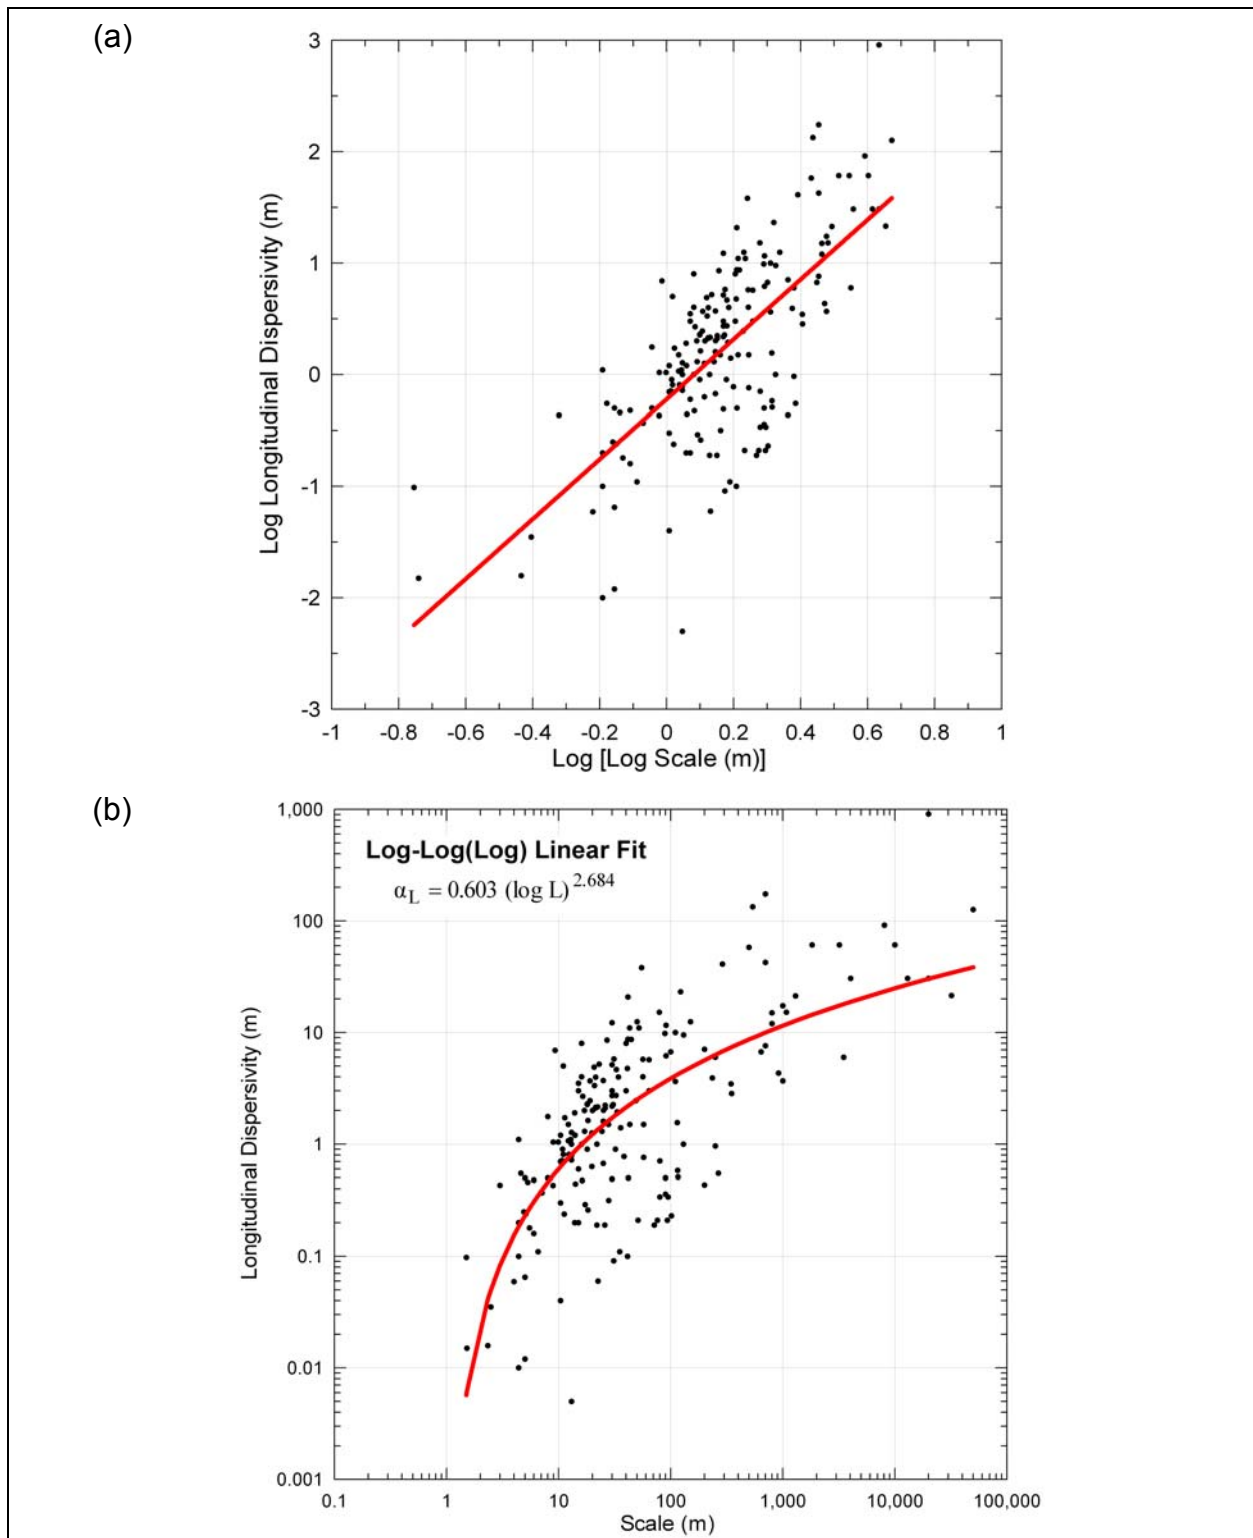 (a)
3
2
1
0
-1
-2
-3
Log Longitudinal Dispersivity (m)
-1 -0.8 -0.6 -0.4 -0.2 0 0.2 0.4 0.6 0.8 1
Log [Log Scale (m)]
(b)
1,000
100
10
1
0.1
0.01
0.001
Longitudinal Dispersivity (m)
Log-Log(Log) Linear Fit
α_L = 0.603 (log L)^2.684
0.1 1 10 100 1,000 10,000 100,000
Scale (m)